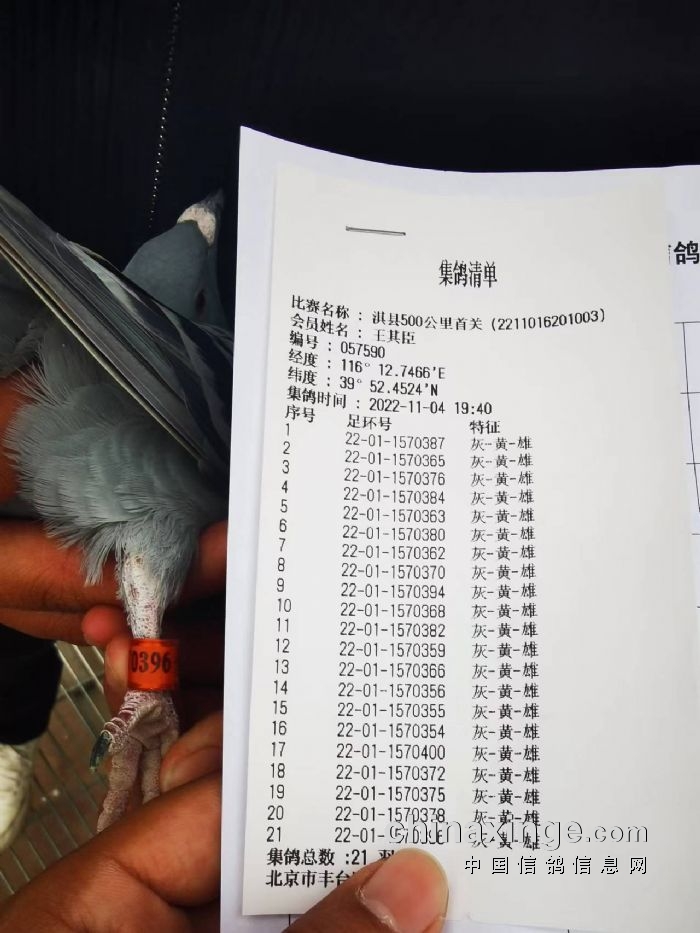 集鸽清单
比赛名称 : 淇县500公里首关 (2211016201003)
会员姓名 : 王其臣
编号 : 057590
经度 : 116° 12.7466'E
纬度 : 39° 52.4524'N
集鸽时间 : 2022-11-04 19:40
序号 足环号 特征
1 22-01-1570387 灰-黄-雄
2 22-01-1570365 灰-黄-雄
3 22-01-1570376 灰-黄-雄
4 22-01-1570384 灰-黄-雄
5 22-01-1570363 灰-黄-雄
6 22-01-1570380 灰-黄-雄
7 22-01-1570362 灰-黄-雄
8 22-01-1570370 灰-黄-雄
9 22-01-1570394 灰-黄-雄
10 22-01-1570368 灰-黄-雄
11 22-01-1570382 灰-黄-雄
12 22-01-1570359 灰-黄-雄
13 22-01-1570366 灰-黄-雄
14 22-01-1570356 灰-黄-雄
15 22-01-1570355 灰-黄-雄
16 22-01-1570354 灰-黄-雄
17 22-01-1570400 灰-黄-雄
18 22-01-1570372 灰-黄-雄
19 22-01-1570375 灰-黄-雄
20 22-01-1570378 灰-黄-雄
21 22-01- 灰-黄-雄
集鸽总数 :21 羽
北京市丰台
鸽
0396
chinaxinge.com
中国信鸽信息网